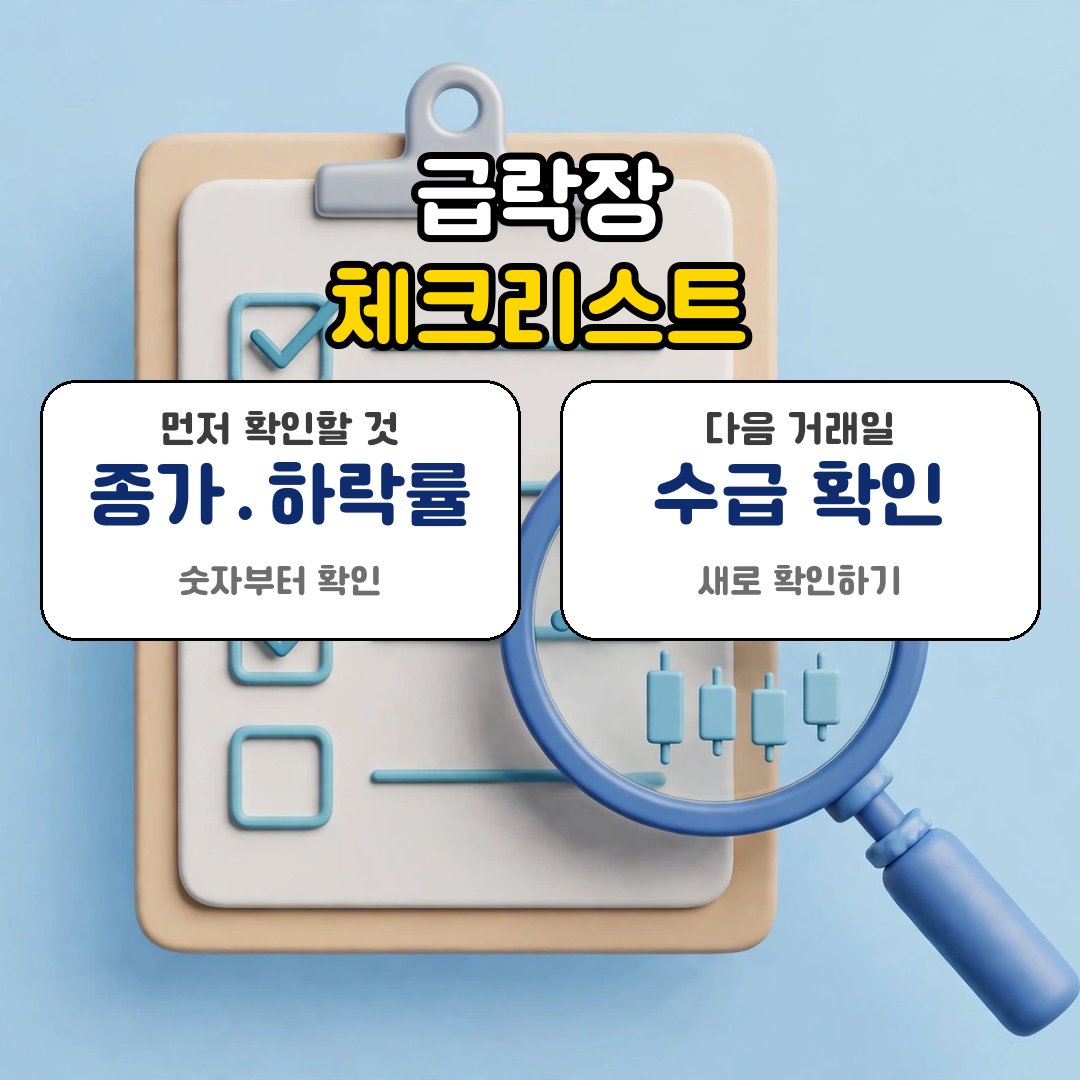 급락장
체크리스트
먼저 확인할 것
종가.하락률
숫자부터 확인
다음 거래일
수급 확인
새로 확인하기